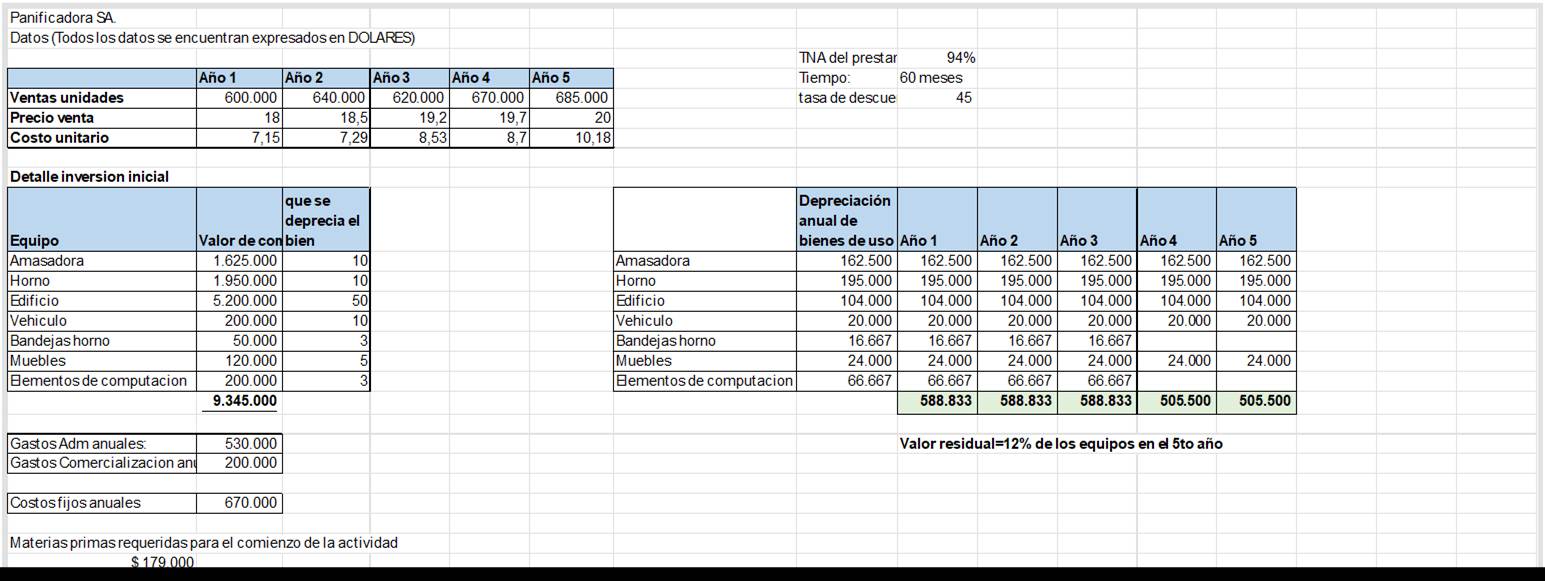 Panificadora SA.
Datos (Todos los datos se encuentran expresados en DOLARES)
TNA del prestar 94%
Tiempo: 60 meses
tasa de descue 45
Año 1 Año 2 Año 3 Año 4 Año 5
Ventas unidades 600.000 640.000 620.000 670.000 685.000
Precio venta 18 18,5 19,2 19,7 20
Costo unitario 7,15 7,29 8,53 8,7 10,18
Detalle inversion inicial
Equipo Valor de con que se deprecia el bien
Amasadora 1.625.000 10
Horno 1.950.000 10
Edificio 5.200.000 50
Vehiculo 200.000 10
Bandejas horno 50.000 3
Muebles 120.000 5
Elementos de computacion 200.000 3
9.345.000
Depreciación anual de bienes de uso Año 1 Año 2 Año 3 Año 4 Año 5
Amasadora 162.500 162.500 162.500 162.500 162.500 162.500
Horno 195.000 195.000 195.000 195.000 195.000 195.000
Edificio 104.000 104.000 104.000 104.000 104.000 104.000
Vehiculo 20.000 20.000 20.000 20.000 20.000 20.000
Bandejas horno 16.667 16.667 16.667 16.667
Muebles 24.000 24.000 24.000 24.000 24.000 24.000
Elementos de computacion 66.667 66.667 66.667 66.667
588.833 588.833 588.833 505.500 505.500
Gastos Adm anuales: 530.000
Gastos Comercializacion anu 200.000
Valor residual=12% de los equipos en el 5to año
Costos fijos anuales 670.000
Materias primas requeridas para el comienzo de la actividad
$ 179.000